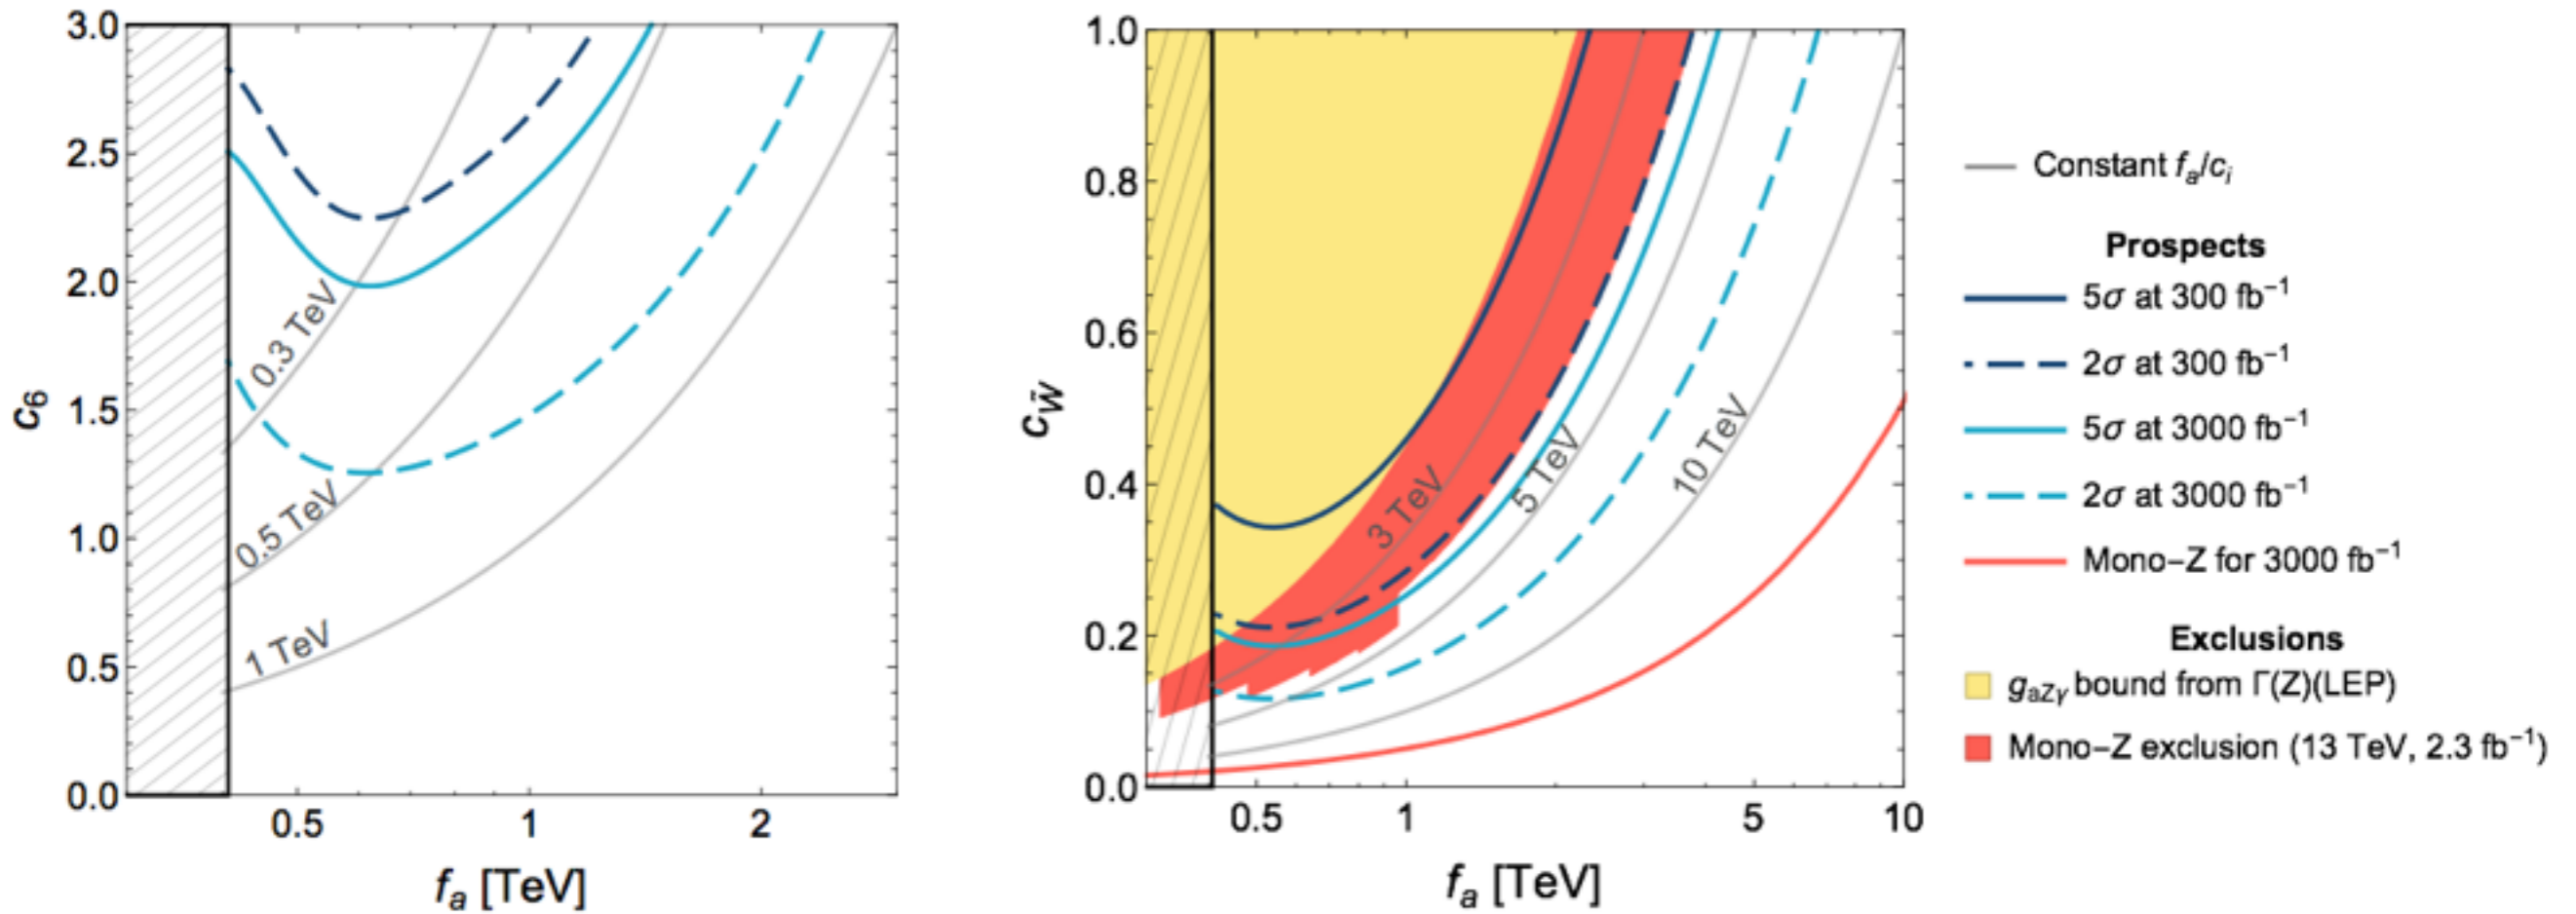 3.0
2.5
2.0
1.5
1.0
0.5
0.0
c6
0.3 TeV
0.5 TeV
1 TeV
0.5 1 2
fa [TeV]
1.0
0.8
0.6
0.4
0.2
0.0
cW̃
3 TeV
5 TeV
10 TeV
0.5 1 5 10
fa [TeV]
Constant fa/ci
Prospects
5σ at 300 fb−1
2σ at 300 fb−1
5σ at 3000 fb−1
2σ at 3000 fb−1
Mono−Z for 3000 fb−1
Exclusions
gaZγ bound from Γ(Z)(LEP)
Mono−Z exclusion (13 TeV, 2.3 fb−1)